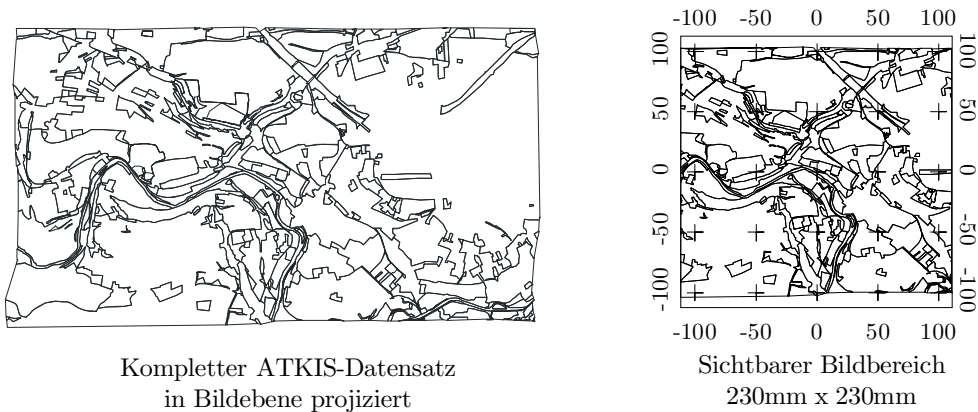 -100 -50 0 50 100
100 50 0 -50 -100
100 50 0 -50 -100
-100 -50 0 50 100
Kompletter ATKIS-Datensatz
in Bildebene projiziert
Sichtbarer Bildbereich
230mm x 230mm